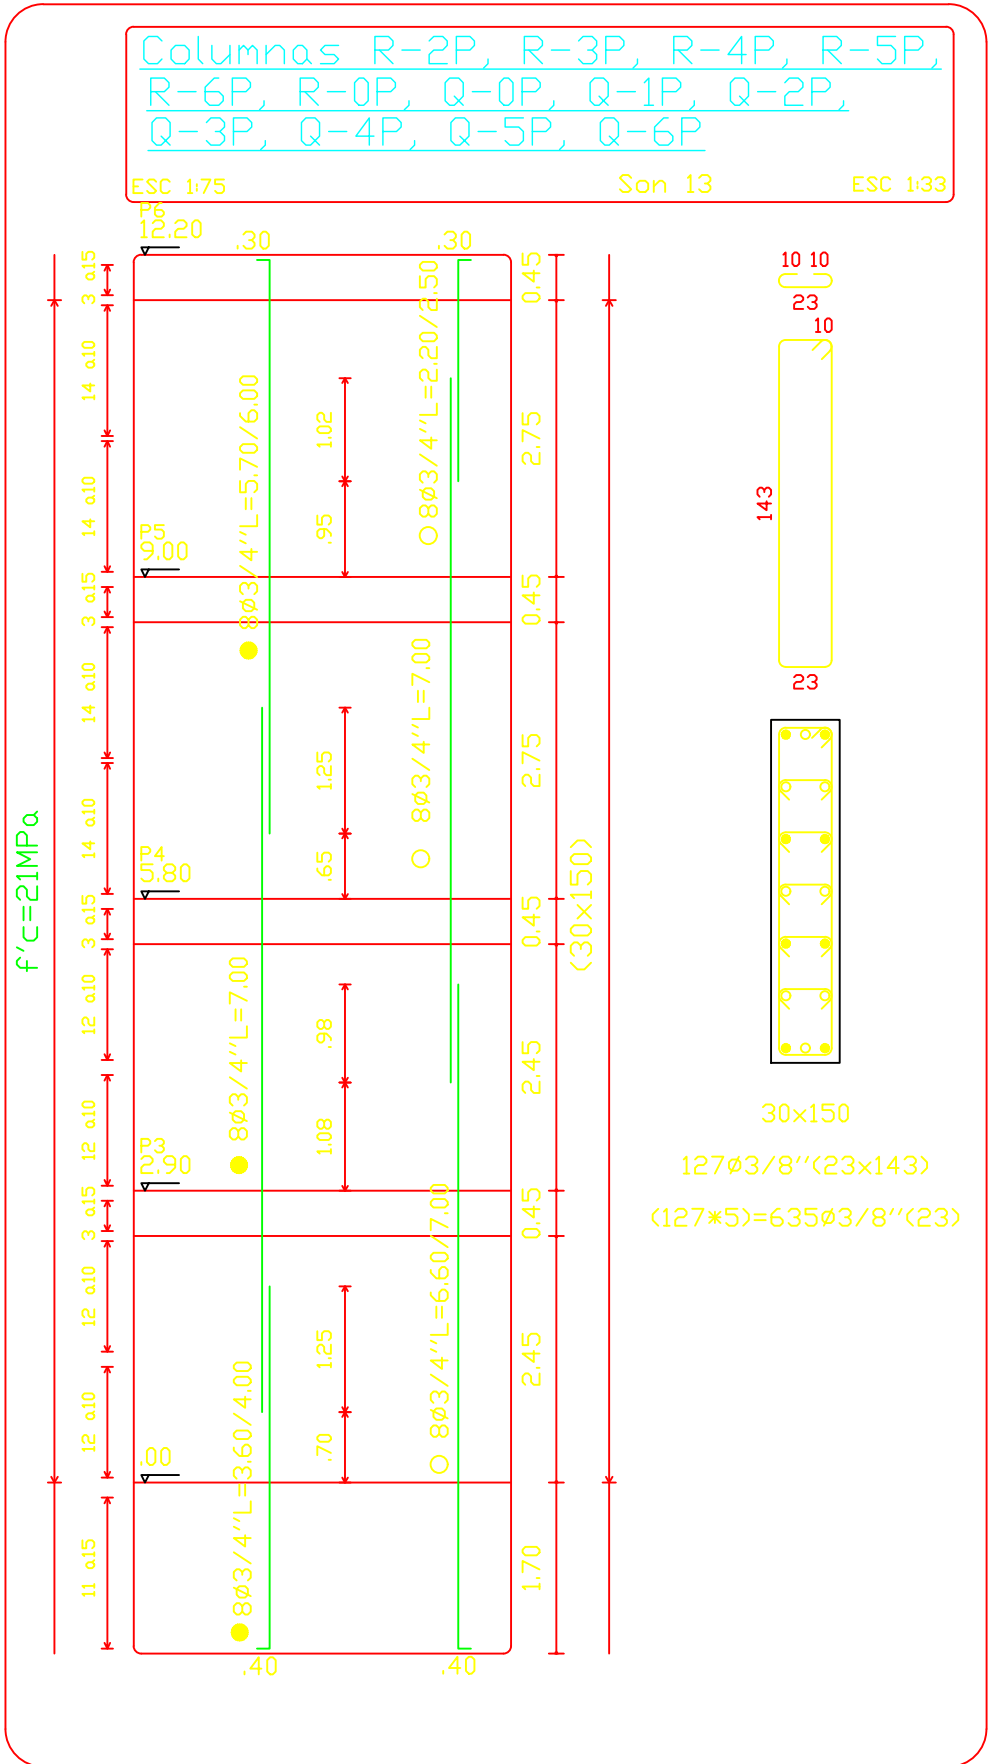 Columnas R-2P, R-3P, R-4P, R-5P,
R-6P, R-0P, Q-0P, Q-1P, Q-2P,
Q-3P, Q-4P, Q-5P, Q-6P
ESC 1:75
Son 13
ESC 1:33
P6
12.20
.30
.30
3 a15
14 a10
14 a10
3 a15
14 a10
14 a10
3 a15
12 a10
12 a10
3 a15
12 a10
12 a10
11 a15
f'c=21MPa
P5
9.00
P4
5.80
P3
2.90
.00
8Ø3/4''L=5.70/6.00
8Ø3/4''L=7.00
8Ø3/4''L=3.60/4.00
1.02
.95
1.25
.65
.98
1.08
1.25
.70
8Ø3/4''L=2.20/2.50
8Ø3/4''L=7.00
8Ø3/4''L=6.60/7.00
0.45
2.75
0.45
2.75
0.45
2.45
0.45
2.45
1.70
(30x150)
.40
.40
10 10
23
10
143
23
30x150
127Ø3/8''(23x143)
(127*5)=635Ø3/8''(23)